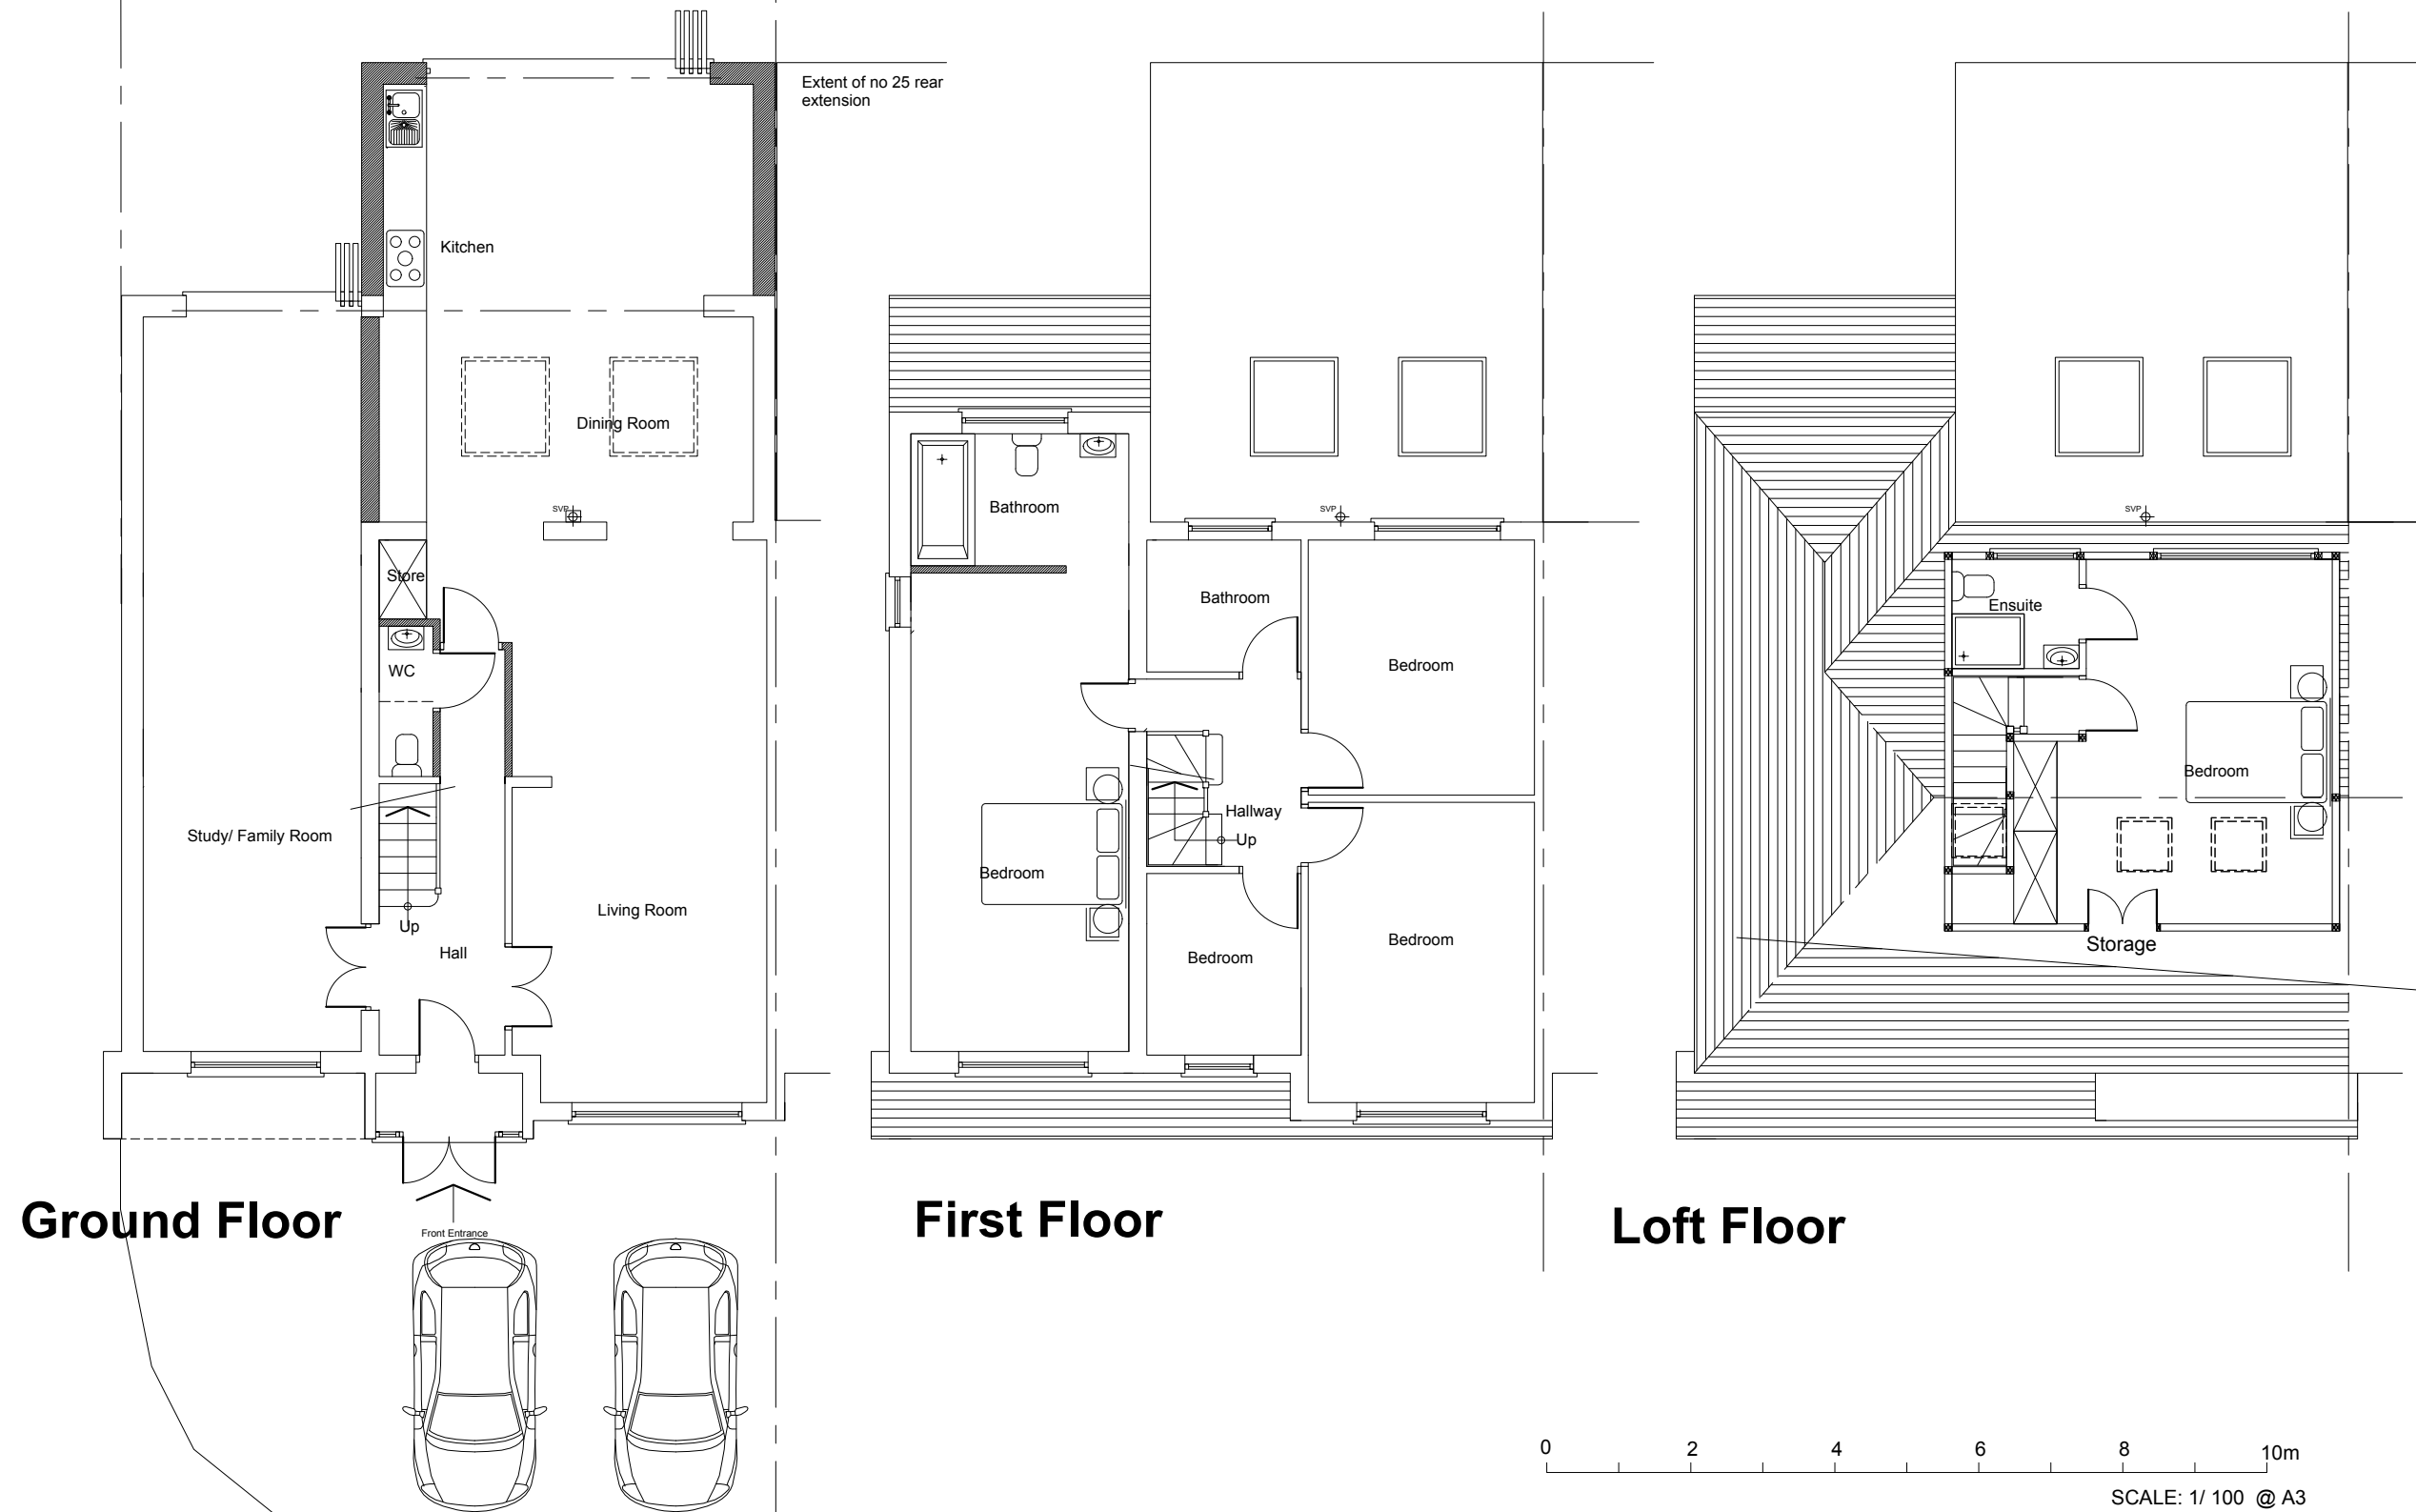 Extent of no 25 rear
extension
Kitchen
Dining Room
SVP
Store
WC
Study/ Family Room
Living Room
Up
Hall
Front Entrance
Ground Floor
SVP
Bathroom
Bathroom
Bedroom
Hallway
Up
Bedroom
Bedroom
Bedroom
First Floor
SVP
Ensuite
Bedroom
Storage
Loft Floor
0 2 4 6 8 10m
SCALE: 1/ 100 @ A3